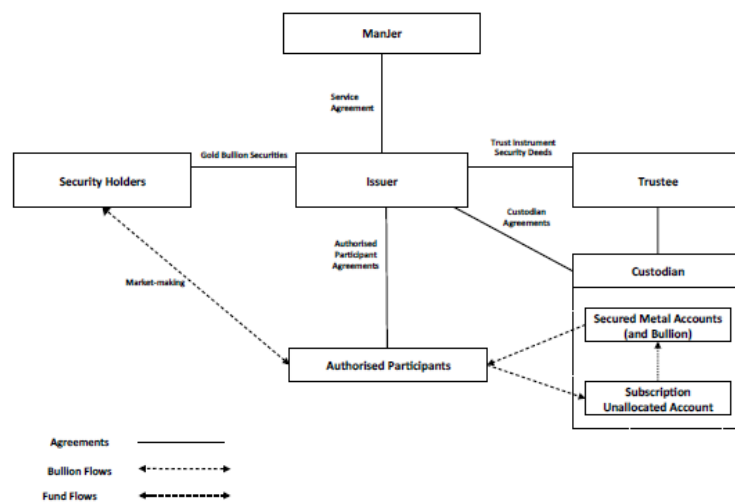 ManJer
Service
Agreement
Gold Bullion Securities
Trust Instrument
Security Deeds
Security Holders
Issuer
Trustee
Custodian
Agreements
Authorised
Participant
Agreements
Custodian
Market-making
Secured Metal Accounts
(and Bullion)
Authorised Participants
Subscription
Unallocated Account
Agreements
Bullion Flows
Fund Flows